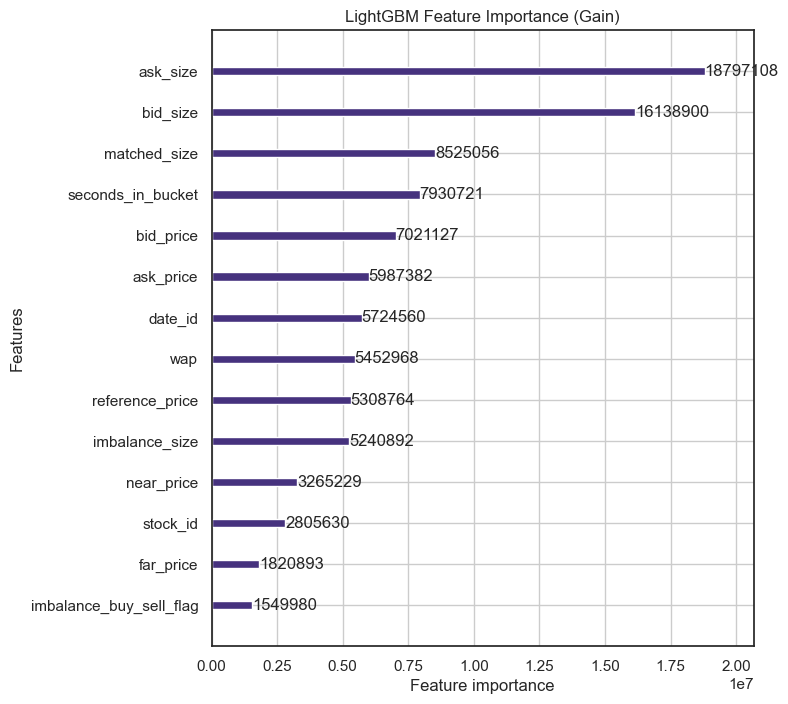 LightGBM Feature Importance (Gain)
ask_size 18797108
bid_size 16138900
matched_size 8525056
seconds_in_bucket 7930721
bid_price 7021127
ask_price 5987382
Features
date_id 5724560
wap 5452968
reference_price 5308764
imbalance_size 5240892
near_price 3265229
stock_id 2805630
far_price 1820893
imbalance_buy_sell_flag 1549980
0.00 0.25 0.50 0.75 1.00 1.25 1.50 1.75 2.00
1e7
Feature importance